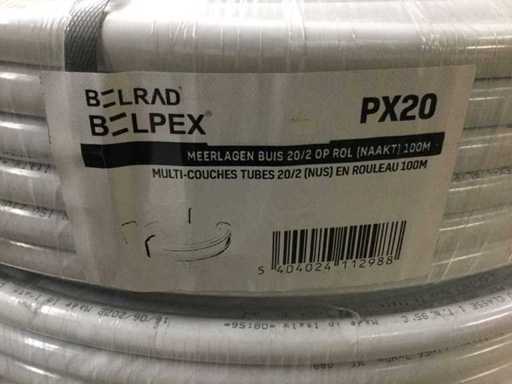 BELRAD®
BELPEX®
PX20
MEERLAGEN BUIS 20/2 OP ROL (NAAKT) 100M
MULTI-COUCHES TUBES 20/2 (NUS) EN ROULEAU 100M
5 404024 112988